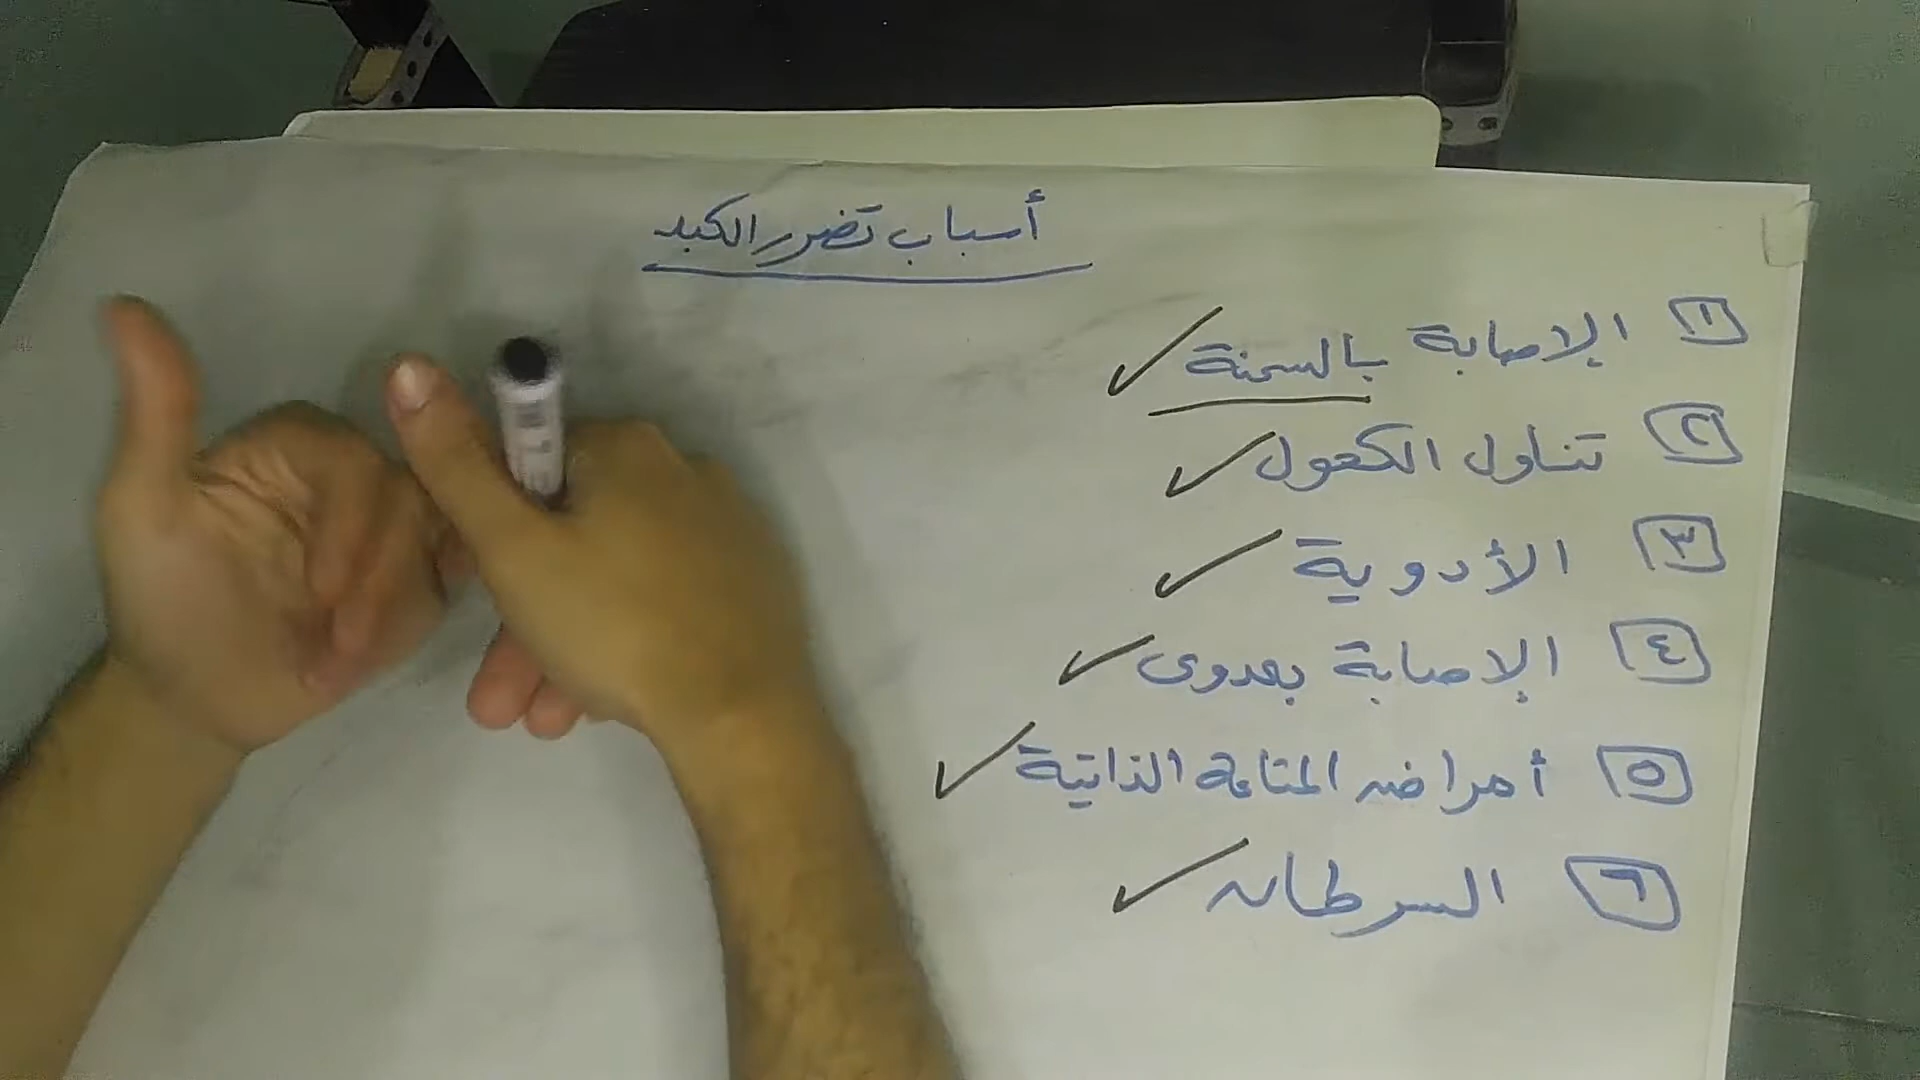 أسباب تضرر الكبد
١ الإصابة بالسمنة
٢ تناول الكحول
٣ الأدوية
٤ الإصابة بعدوى
٥ أمراض المناعة الذاتية
٦ السرطان